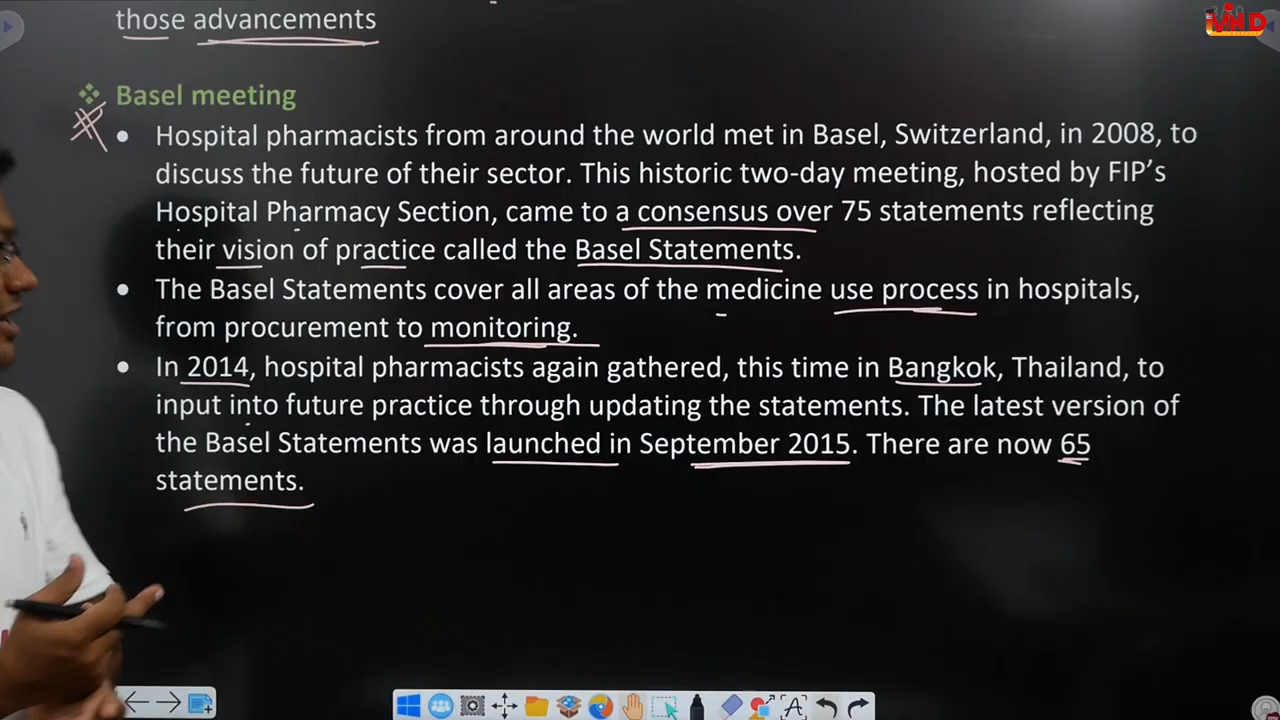 those advancements
Basel meeting
Hospital pharmacists from around the world met in Basel, Switzerland, in 2008, to
discuss the future of their sector. This historic two-day meeting, hosted by FIP’s
Hospital Pharmacy Section, came to a consensus over 75 statements reflecting
their vision of practice called the Basel Statements.
The Basel Statements cover all areas of the medicine use process in hospitals,
from procurement to monitoring.
In 2014, hospital pharmacists again gathered, this time in Bangkok, Thailand, to
input into future practice through updating the statements. The latest version of
the Basel Statements was launched in September 2015. There are now 65
statements.